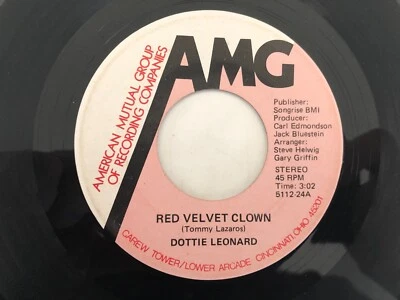 AMG
AMERICAN MUTUAL GROUP
OF RECORDING COMPANIES
Publisher:
Songrise BMI
Producer:
Carl Edmondson
Jack Bluestein
Arranger:
Steve Helwig
Gary Griffin
STEREO
45 RPM
Time: 3:02
5112-24A
RED VELVET CLOWN
(Tommy Lazaros)
DOTTIE LEONARD
CAREW TOWER/LOWER ARCADE CINCINNATI OHIO 45201